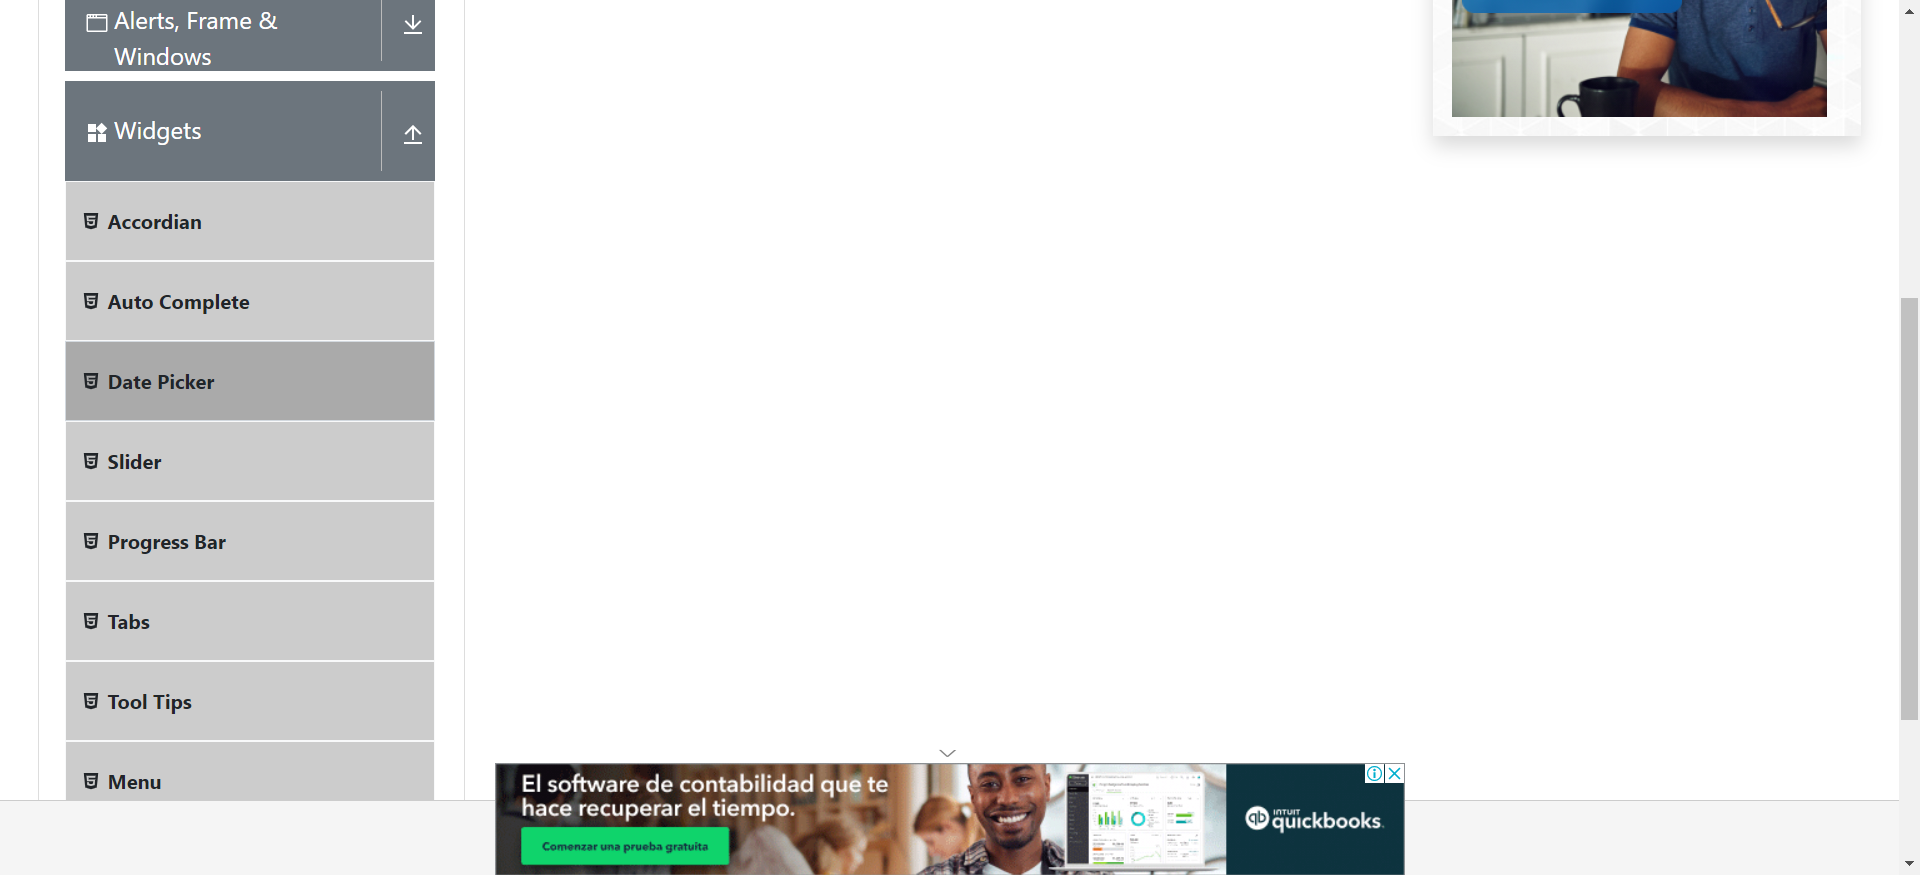 Alerts, Frame &
Windows
Widgets
Accordian
Auto Complete
Date Picker
Slider
Progress Bar
Tabs
Tool Tips
Menu
El software de contabilidad que te
hace recuperar el tiempo.
Comenzar una prueba gratuita
INTUIT
quickbooks.